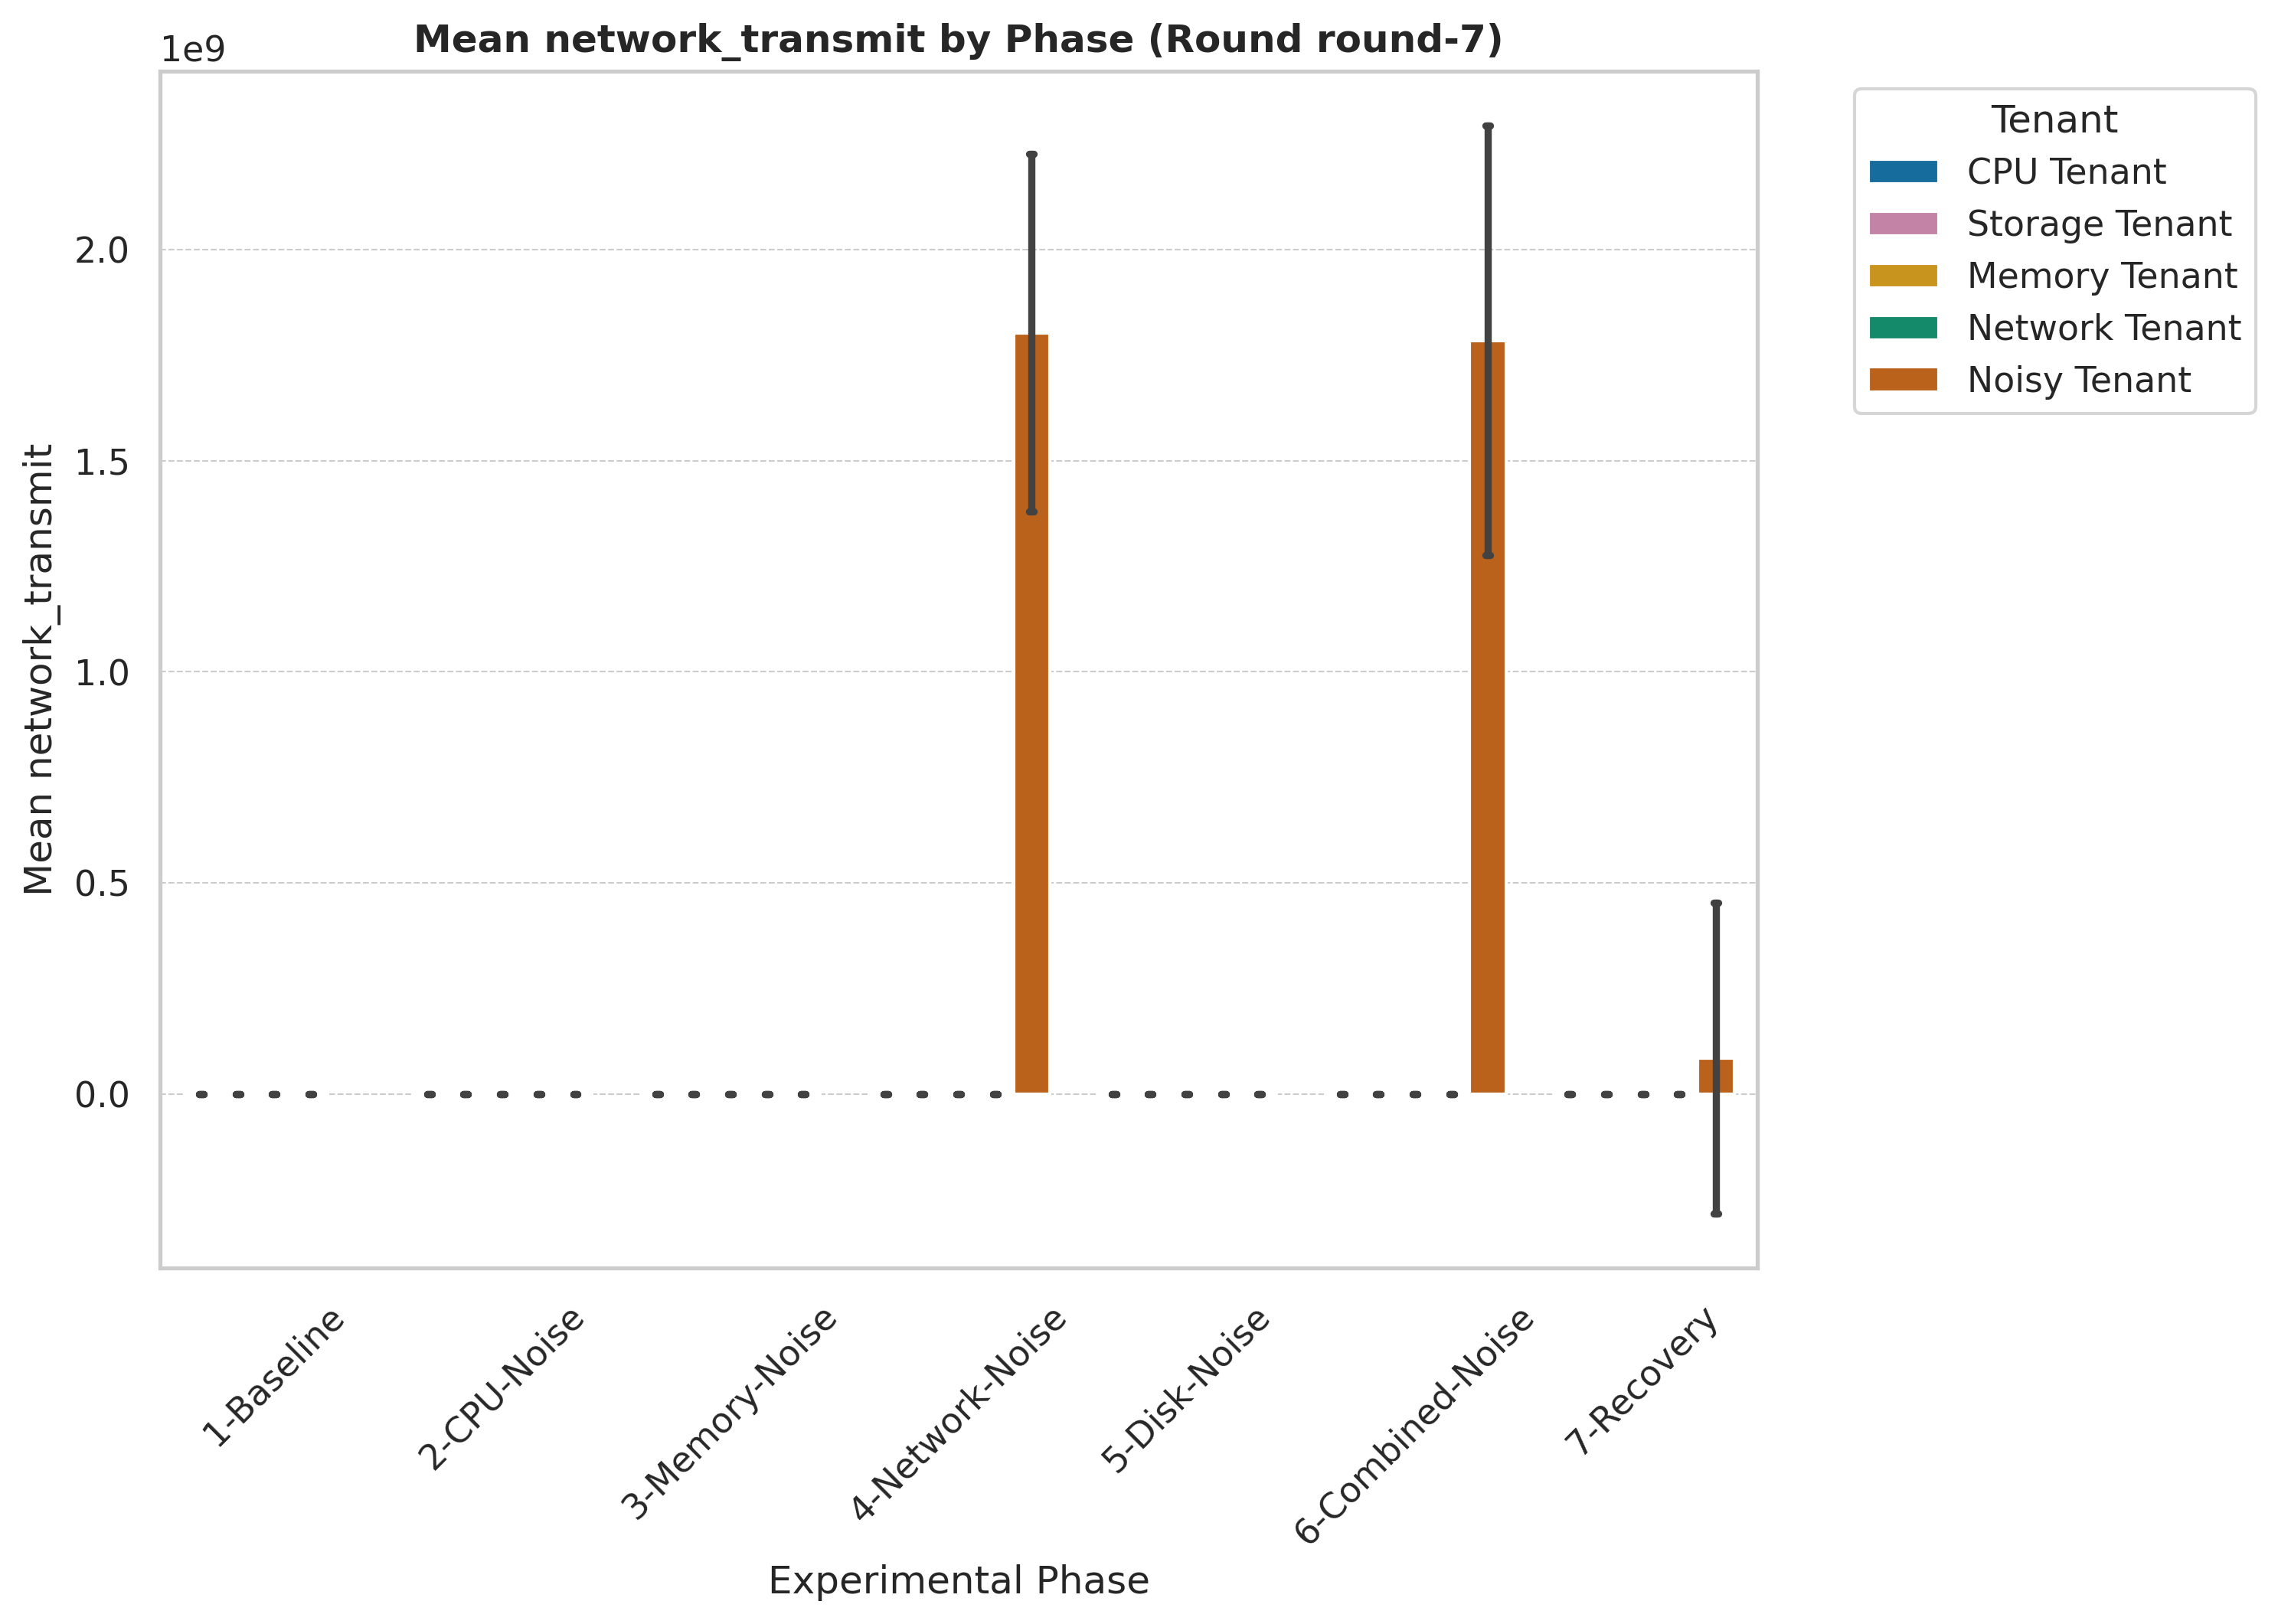 Mean network_transmit by Phase (Round round-7)
1e9
Mean network_transmit
2.0
1.5
1.0
0.5
0.0
1-Baseline
2-CPU-Noise
3-Memory-Noise
4-Network-Noise
5-Disk-Noise
6-Combined-Noise
7-Recovery
Experimental Phase
Tenant
CPU Tenant
Storage Tenant
Memory Tenant
Network Tenant
Noisy Tenant